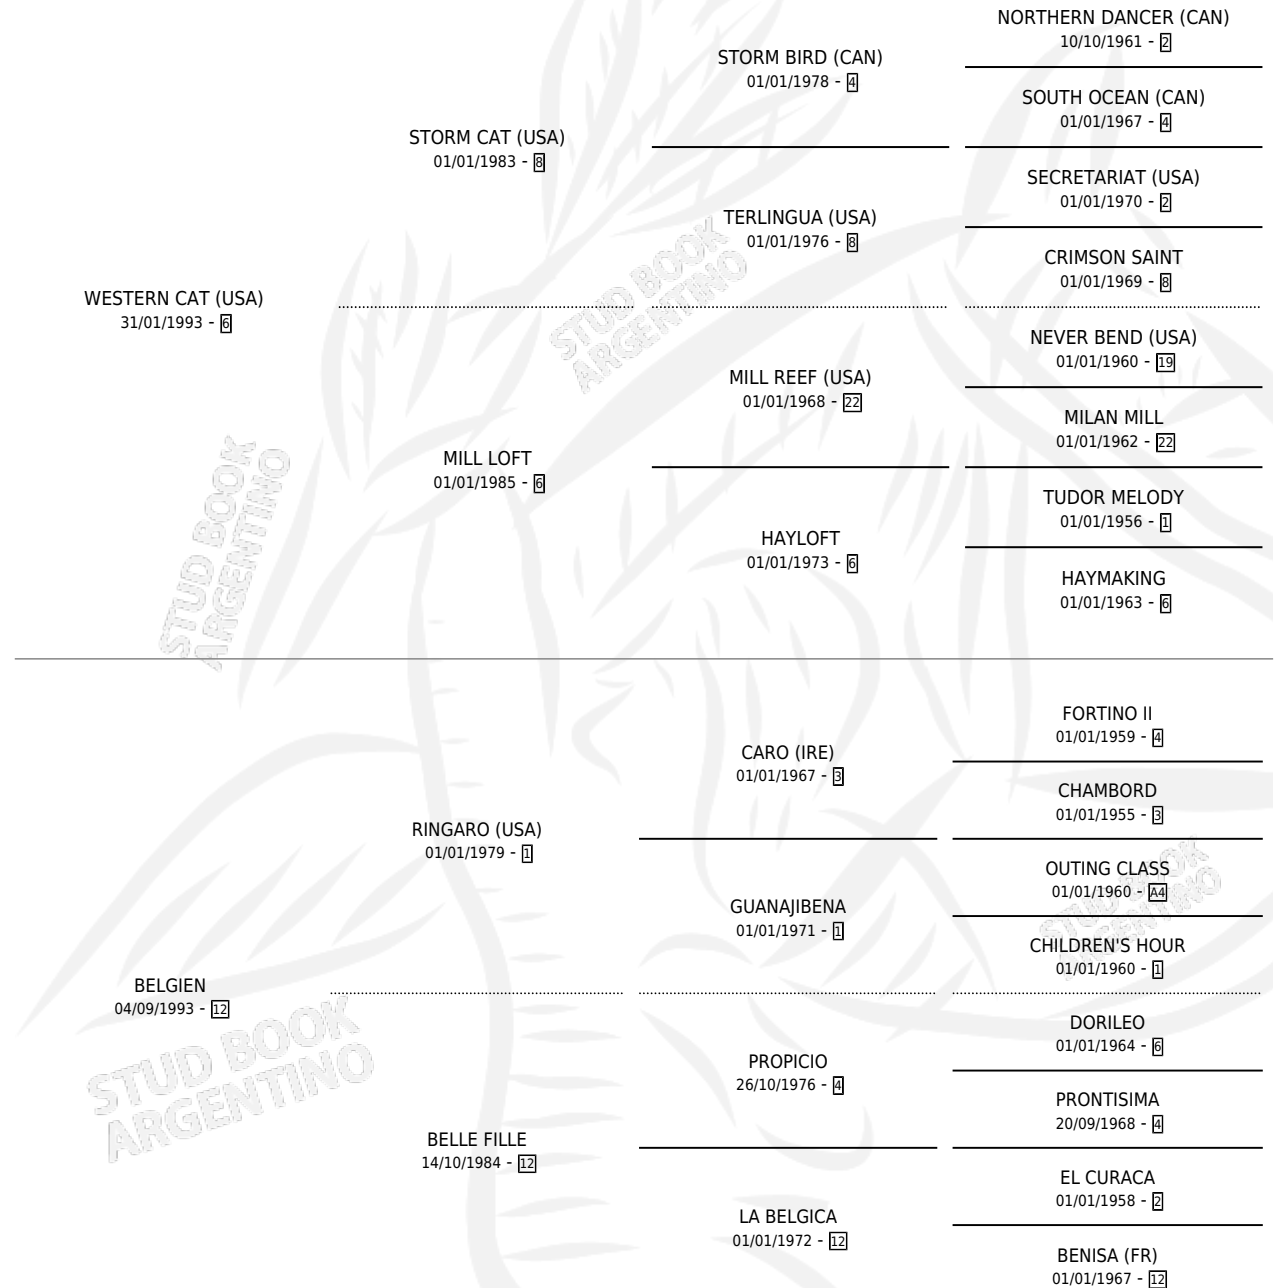 NORTHERN DANCER (CAN)
10/10/1961 - 2
STORM BIRD (CAN)
01/01/1978 - 4
SOUTH OCEAN (CAN)
01/01/1967 - 4
STORM CAT (USA)
01/01/1983 - 8
SECRETARIAT (USA)
01/01/1970 - 2
TERLINGUA (USA)
01/01/1976 - 8
CRIMSON SAINT
01/01/1969 - 8
WESTERN CAT (USA)
31/01/1993 - 6
NEVER BEND (USA)
01/01/1960 - 19
MILL REEF (USA)
01/01/1968 - 22
MILAN MILL
01/01/1962 - 22
MILL LOFT
01/01/1985 - 6
TUDOR MELODY
01/01/1956 - 1
HAYLOFT
01/01/1973 - 6
HAYMAKING
01/01/1963 - 6
FORTINO II
01/01/1959 - 4
CARO (IRE)
01/01/1967 - 3
CHAMBORD
01/01/1955 - 3
RINGARO (USA)
01/01/1979 - 1
OUTING CLASS
01/01/1960 - A4
GUANAJIBENA
01/01/1971 - 1
CHILDREN'S HOUR
01/01/1960 - 1
BELGIEN
04/09/1993 - 12
DORILEO
01/01/1964 - 6
PROPICIO
26/10/1976 - 4
PRONTISIMA
20/09/1968 - 4
BELLE FILLE
14/10/1984 - 12
EL CURACA
01/01/1958 - 2
LA BELGICA
01/01/1972 - 12
BENISA (FR)
01/01/1967 - 12
STUD BOOK
ARGENTINO
STUD BOOK
ARGENTINO
STUD BOOK
ARGENTINO
STUD BOOK
ARGENTINO